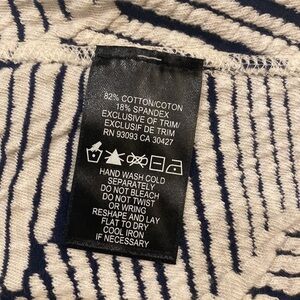 82% COTTON/COTON
18% SPANDEX
EXCLUSIVE OF TRIM/
EXCLUSIF DE TRIM
RN 93093 CA 30427
HAND WASH COLD
SEPARATELY
DO NOT BLEACH
DO NOT TWIST
OR WRING
RESHAPE AND LAY
FLAT TO DRY
COOL IRON
IF NECESSARY